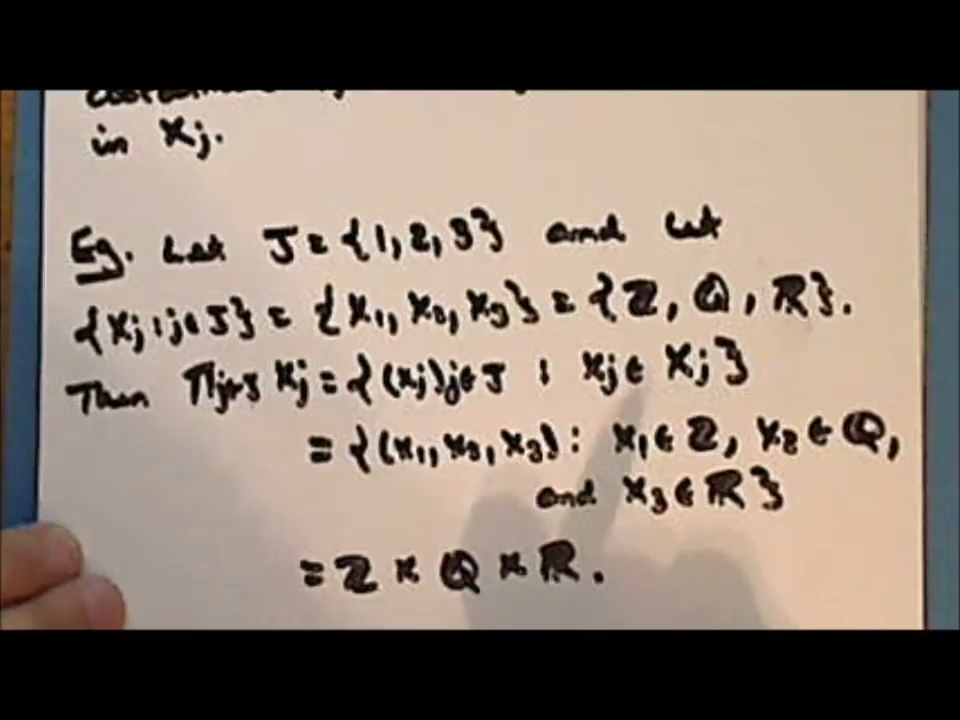 in Xj.
Eg. Let J = {1, 2, 3} and let
{Xj : j ∈ J} = {X₁, X₂, X₃} = {ℤ, ℚ, ℝ}.
Then Πj∈J Xj = {(xj)j∈J : xj ∈ Xj}
= {(x₁, x₂, x₃) : x₁ ∈ ℤ, x₂ ∈ ℚ,
and x₃ ∈ ℝ}
= ℤ × ℚ × ℝ.